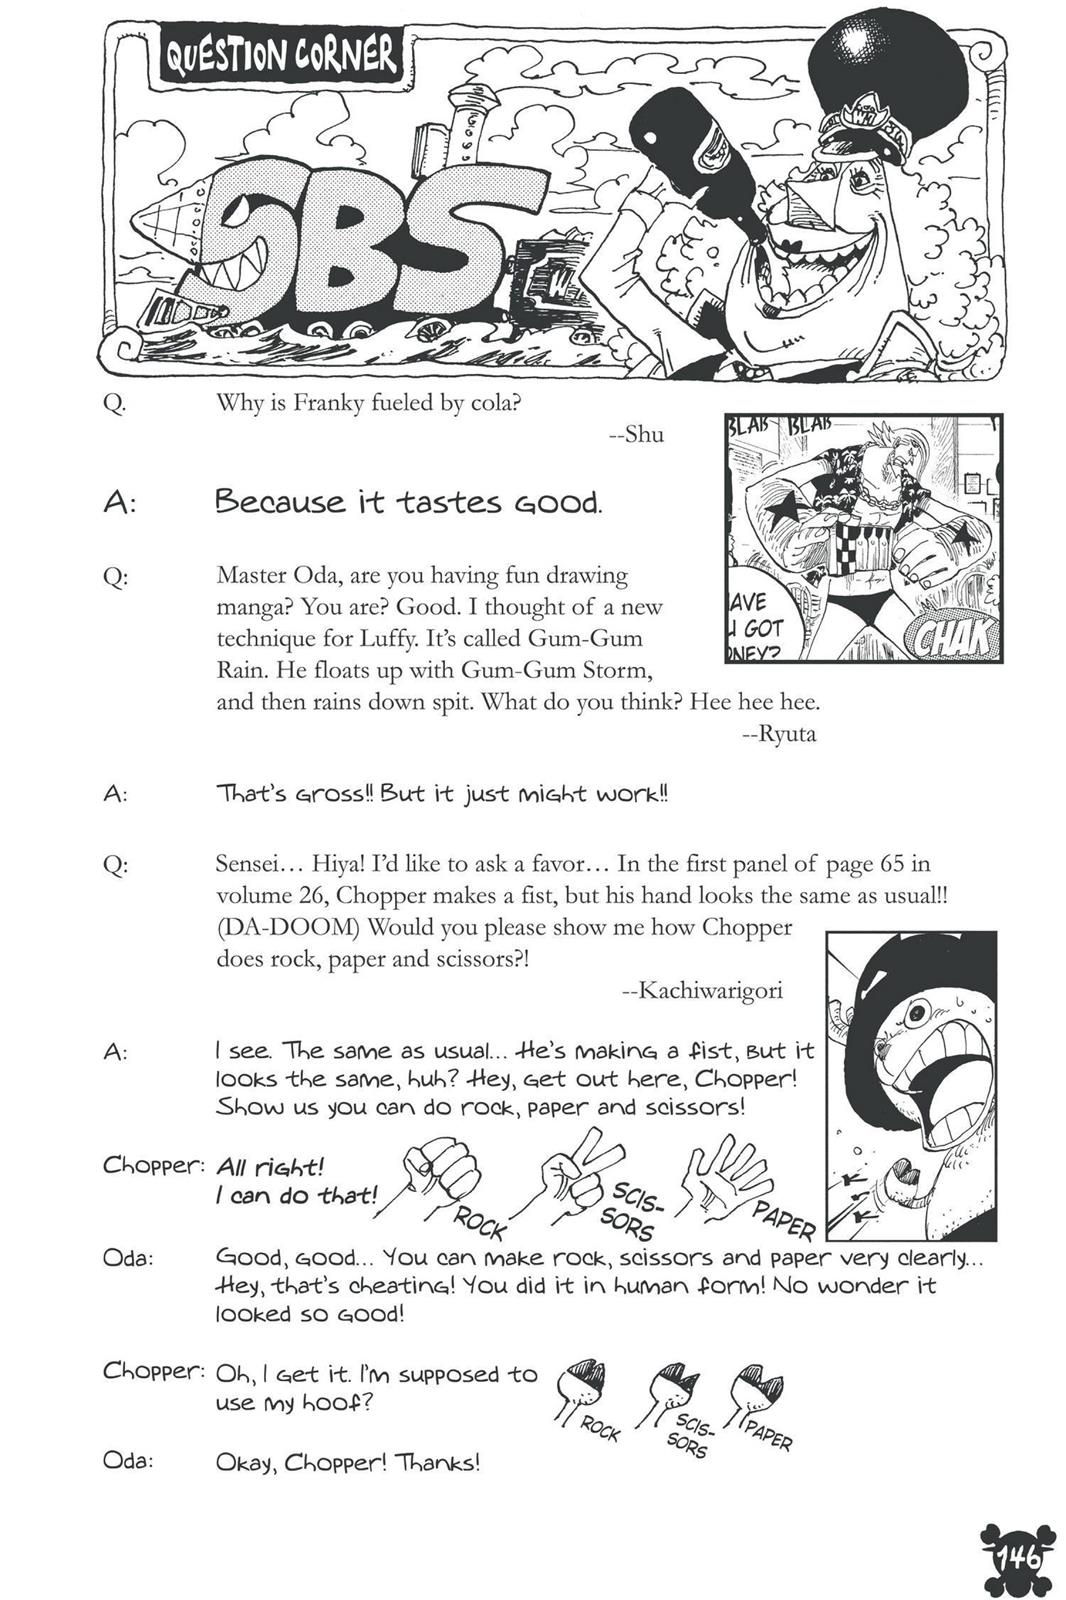 QUESTION CORNER
SBS
Q. Why is Franky fueled by cola?
--Shu
BLAB BLAB
AVE
U GOT
ONEY?
CHAK
A: Because it tastes good.
Q: Master Oda, are you having fun drawing
manga? You are? Good. I thought of a new
technique for Luffy. It's called Gum-Gum
Rain. He floats up with Gum-Gum Storm,
and then rains down spit. What do you think? Hee hee hee.
--Ryuta
A: That's gross!! But it just might work!!
Q: Sensei... Hiya! I'd like to ask a favor... In the first panel of page 65 in
volume 26, Chopper makes a fist, but his hand looks the same as usual!!
(DA-DOOM) Would you please show me how Chopper
does rock, paper and scissors?!
--Kachiwarigori
A: I see. The same as usual... He's making a fist, but it
looks the same, huh? Hey, get out here, Chopper!
Show us you can do rock, paper and scissors!
Chopper: All right!
I can do that!
ROCK
SCIS-
SORS
PAPER
Oda: Good, good... You can make rock, scissors and paper very clearly...
Hey, that's cheating! You did it in human form! No wonder it
looked so good!
Chopper: Oh, I get it. I'm supposed to
use my hoof?
ROCK
SCIS-
SORS
PAPER
Oda: Okay, Chopper! Thanks!
146